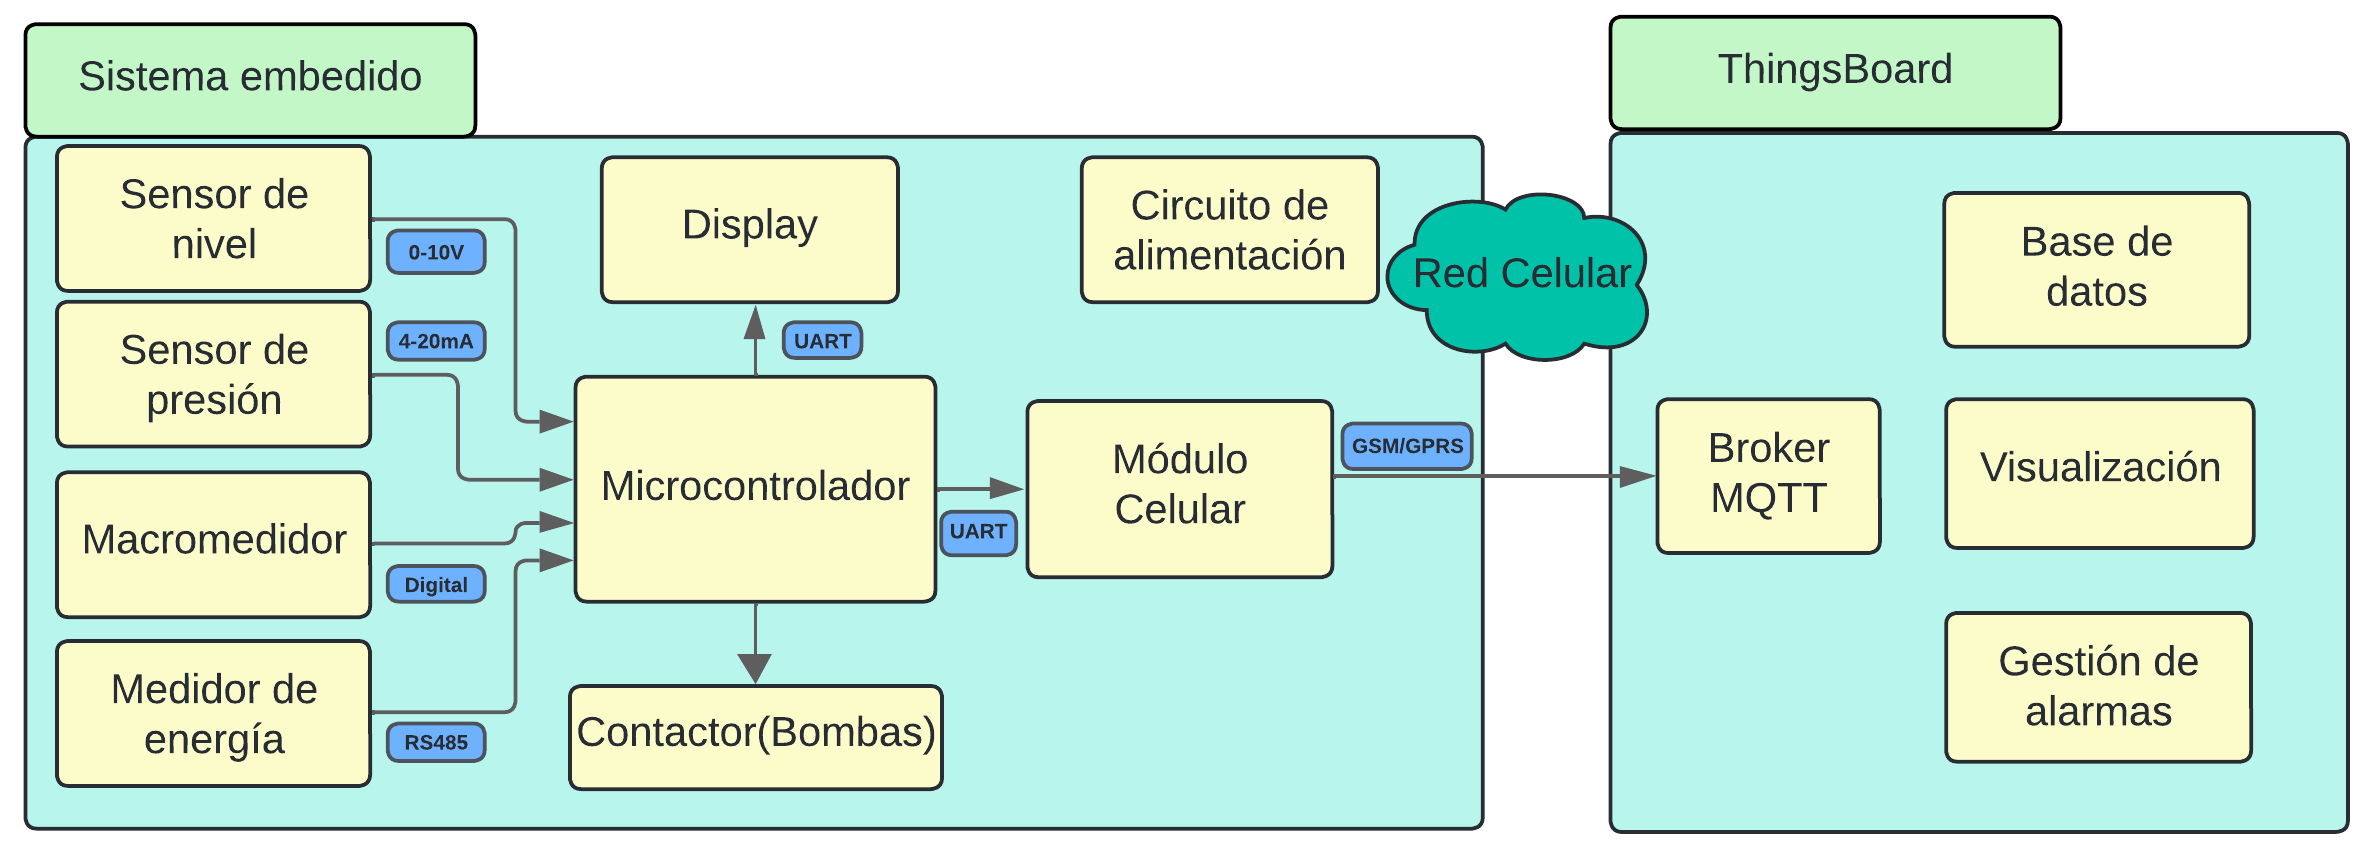 Sistema embedido
Sensor de
nivel
0-10V
Sensor de
presión
4-20mA
Macromedidor
Digital
Medidor de
energía
RS485
Display
UART
Microcontrolador
UART
Contactor(Bombas)
Circuito de
alimentación
Módulo
Celular
GSM/GPRS
Red Celular
ThingsBoard
Broker
MQTT
Base de
datos
Visualización
Gestión de
alarmas